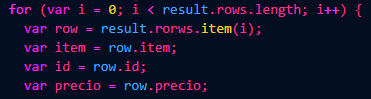 for (var i = 0; i < result.rows.length; i++) {
var row = result.rorws.item(i);
var item = row.item;
var id = row.id;
var precio = row.precio;